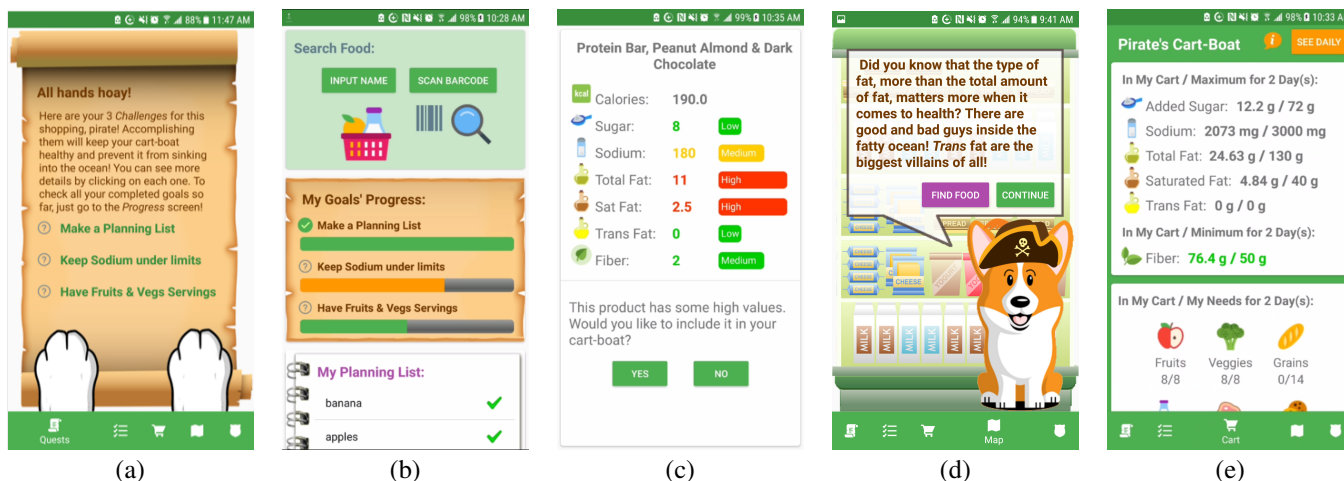 88% 11:47 AM
All hands hoay!
Here are your 3 Challenges for this
shopping, pirate! Accomplishing
them will keep your cart-boat
healthy and prevent it from sinking
into the ocean! You can see more
details by clicking on each one. To
check all your completed goals so
far, just go to the Progress screen!
? Make a Planning List
? Keep Sodium under limits
? Have Fruits & Vegs Servings
Quests
(a)
98% 10:28 AM
Search Food:
INPUT NAME SCAN BARCODE
My Goals' Progress:
Make a Planning List
? Keep Sodium under limits
? Have Fruits & Vegs Servings
My Planning List:
banana
apples
(b)
99% 10:35 AM
Protein Bar, Peanut Almond & Dark
Chocolate
kcal Calories: 190.0
Sugar: 8 Low
Sodium: 180 Medium
Total Fat: 11 High
Sat Fat: 2.5 High
Trans Fat: 0 Low
Fiber: 2 Medium
This product has some high values.
Would you like to include it in your
cart-boat?
YES NO
(c)
94% 9:41 AM
Did you know that the type of
fat, more than the total amount
of fat, matters more when it
comes to health? There are
good and bad guys inside the
fatty ocean! Trans fat are the
biggest villains of all!
FIND FOOD CONTINUE
CHEESE
MILK MILK MILK MILK MILK MILK
Map
(d)
98% 10:33 A
Pirate's Cart-Boat i SEE DAILY
In My Cart / Maximum for 2 Day(s):
Added Sugar: 12.2 g / 72 g
Sodium: 2073 mg / 3000 mg
Total Fat: 24.63 g / 130 g
Saturated Fat: 4.84 g / 40 g
Trans Fat: 0 g / 0 g
In My Cart / Minimum for 2 Day(s):
Fiber: 76.4 g / 50 g
In My Cart / My Needs for 2 Day(s):
Fruits Veggies Grains
8/8 8/8 0/14
Cart
(e)